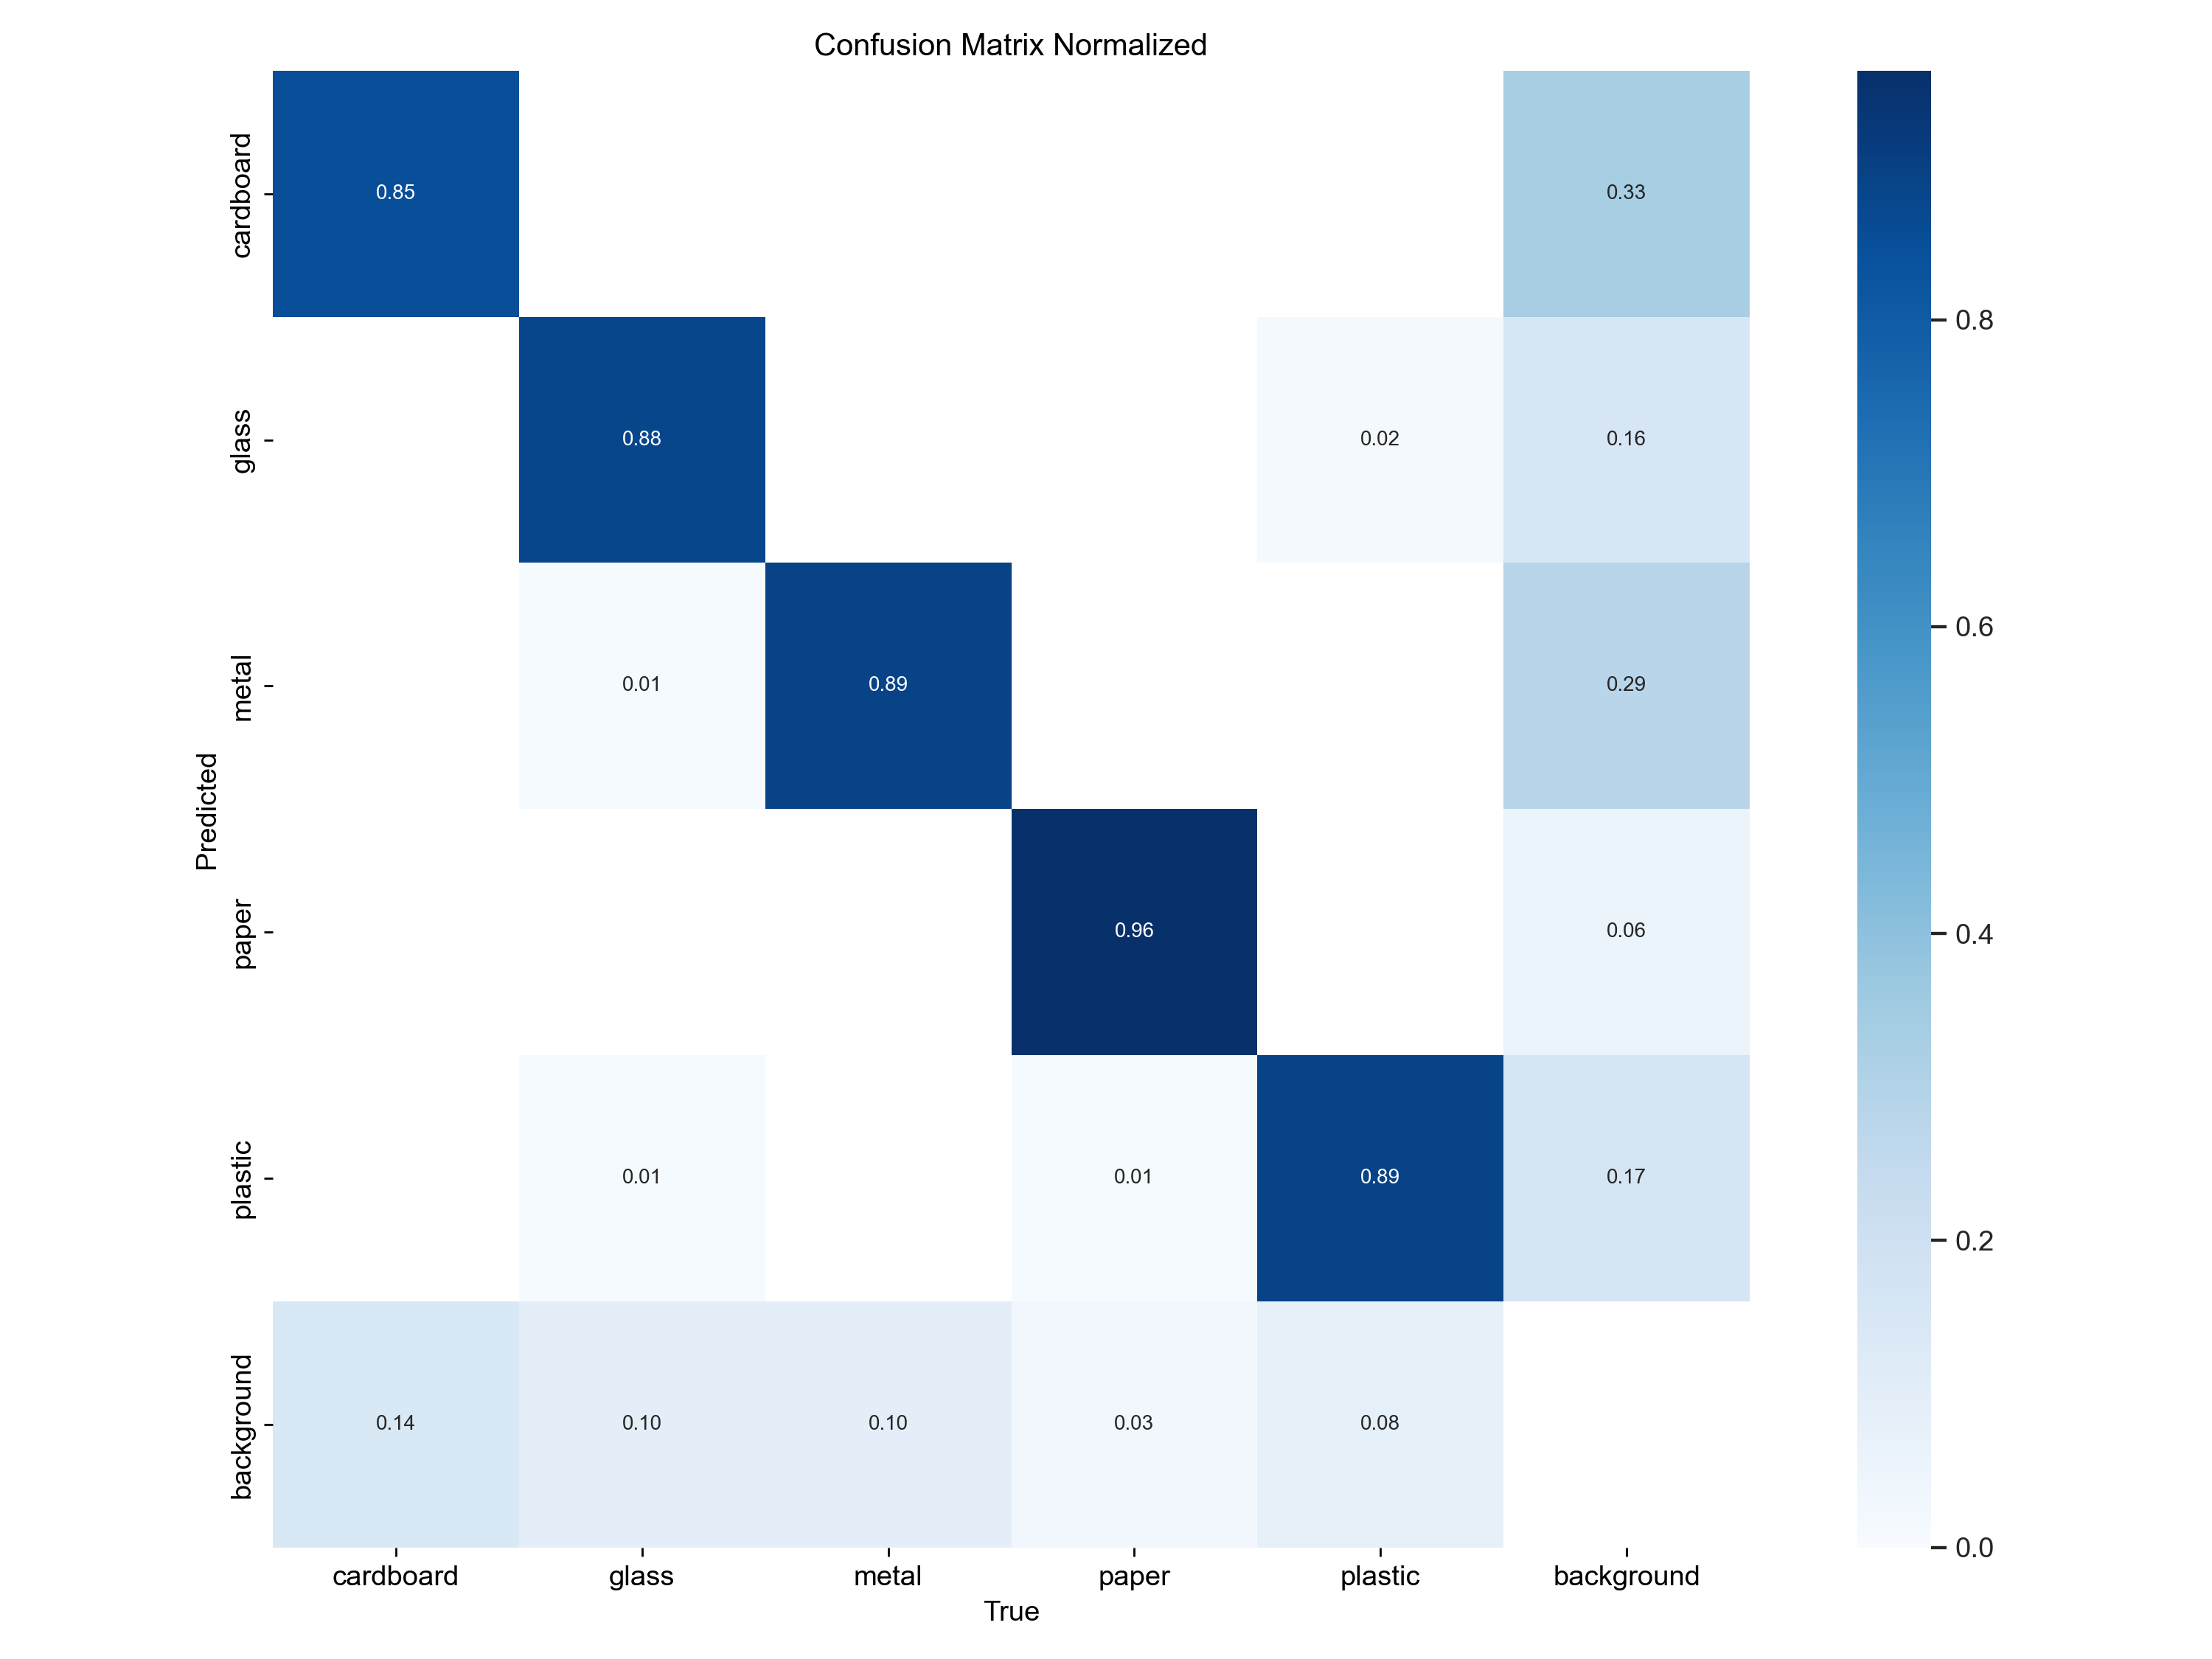 Confusion Matrix Normalized
cardboard
0.85
0.33
glass
0.88
0.02
0.16
0.8
metal
0.01
0.89
0.29
0.6
Predicted
paper
0.96
0.06
0.4
plastic
0.01
0.01
0.89
0.17
0.2
background
0.14
0.10
0.10
0.03
0.08
0.0
cardboard glass metal paper plastic background
True